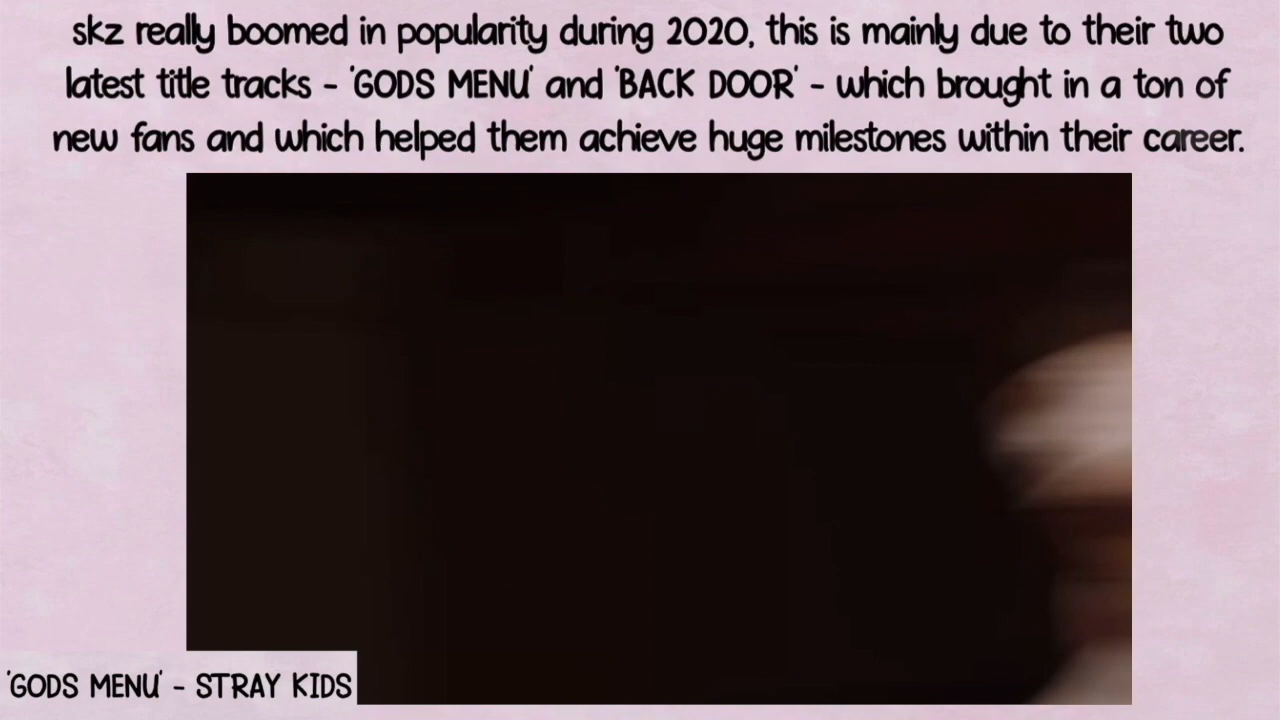 skz really boomed in popularity during 2020, this is mainly due to their two
latest title tracks - 'GODS MENU' and 'BACK DOOR' - which brought in a ton of
new fans and which helped them achieve huge milestones within their career.
'GODS MENU' - STRAY KIDS